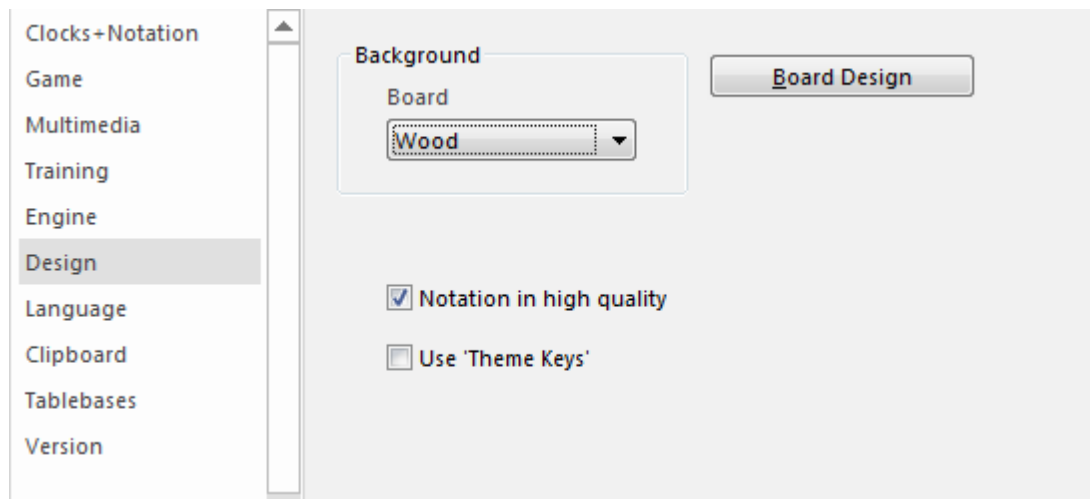 Clocks+Notation
Game
Multimedia
Training
Engine
Design
Language
Clipboard
Tablebases
Version
Background
Board
Wood
Board Design
Notation in high quality
Use 'Theme Keys'